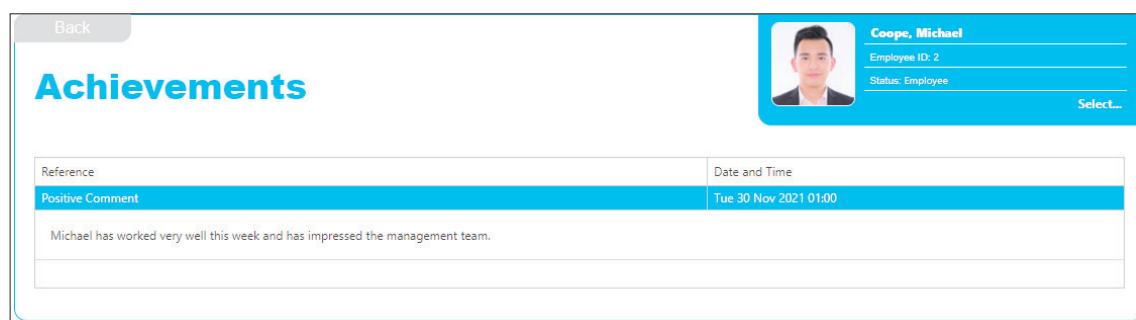 Back
Coope, Michael
Employee ID: 2
Status: Employee
Select...
Achievements
Reference Date and Time
Positive Comment Tue 30 Nov 2021 01:00
Michael has worked very well this week and has impressed the management team.